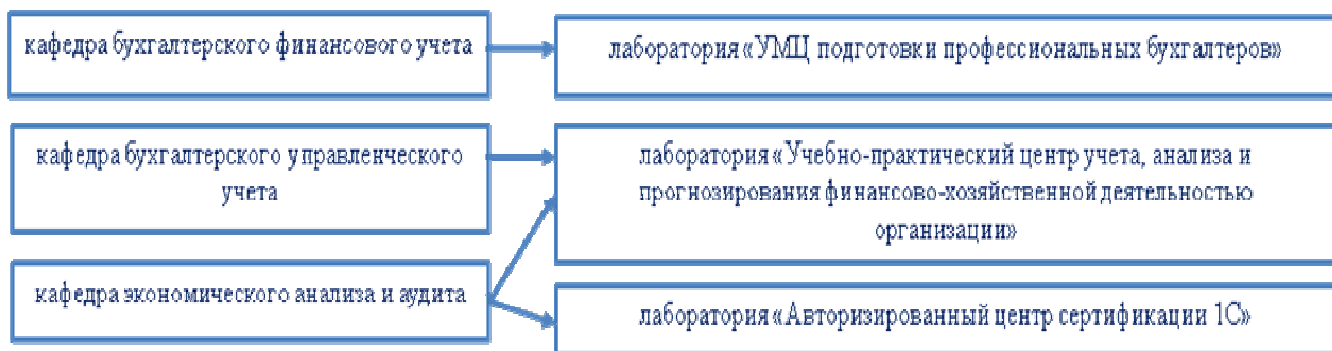 кафедра бухгалтерского финансового учета
лаборатория «УМЦ подготовки профессиональных бухгалтеров»
кафедра бухгалтерского управленческого
учета
лаборатория «Учебно-практический центр учета, анализа и
прогнозирования финансово-хозяйственной деятельностью
организации»
кафедра экономического анализа и аудита
лаборатория «Авторизированный центр сертификации 1С»